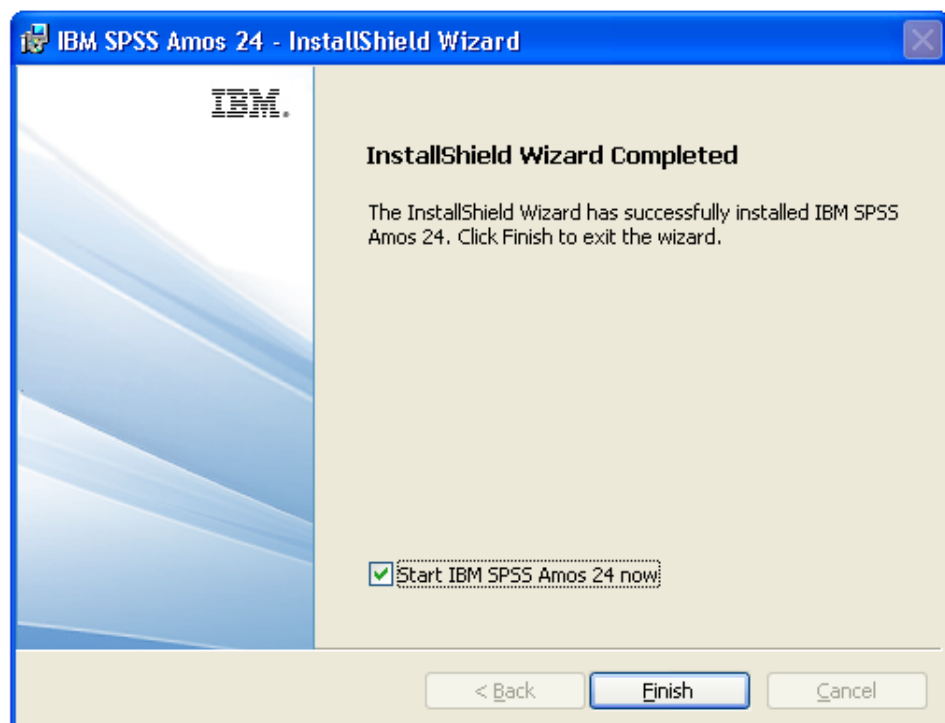 IBM SPSS Amos 24 - InstallShield Wizard
IBM.
InstallShield Wizard Completed
The InstallShield Wizard has successfully installed IBM SPSS
Amos 24. Click Finish to exit the wizard.
Start IBM SPSS Amos 24 now
< Back
Finish
Cancel